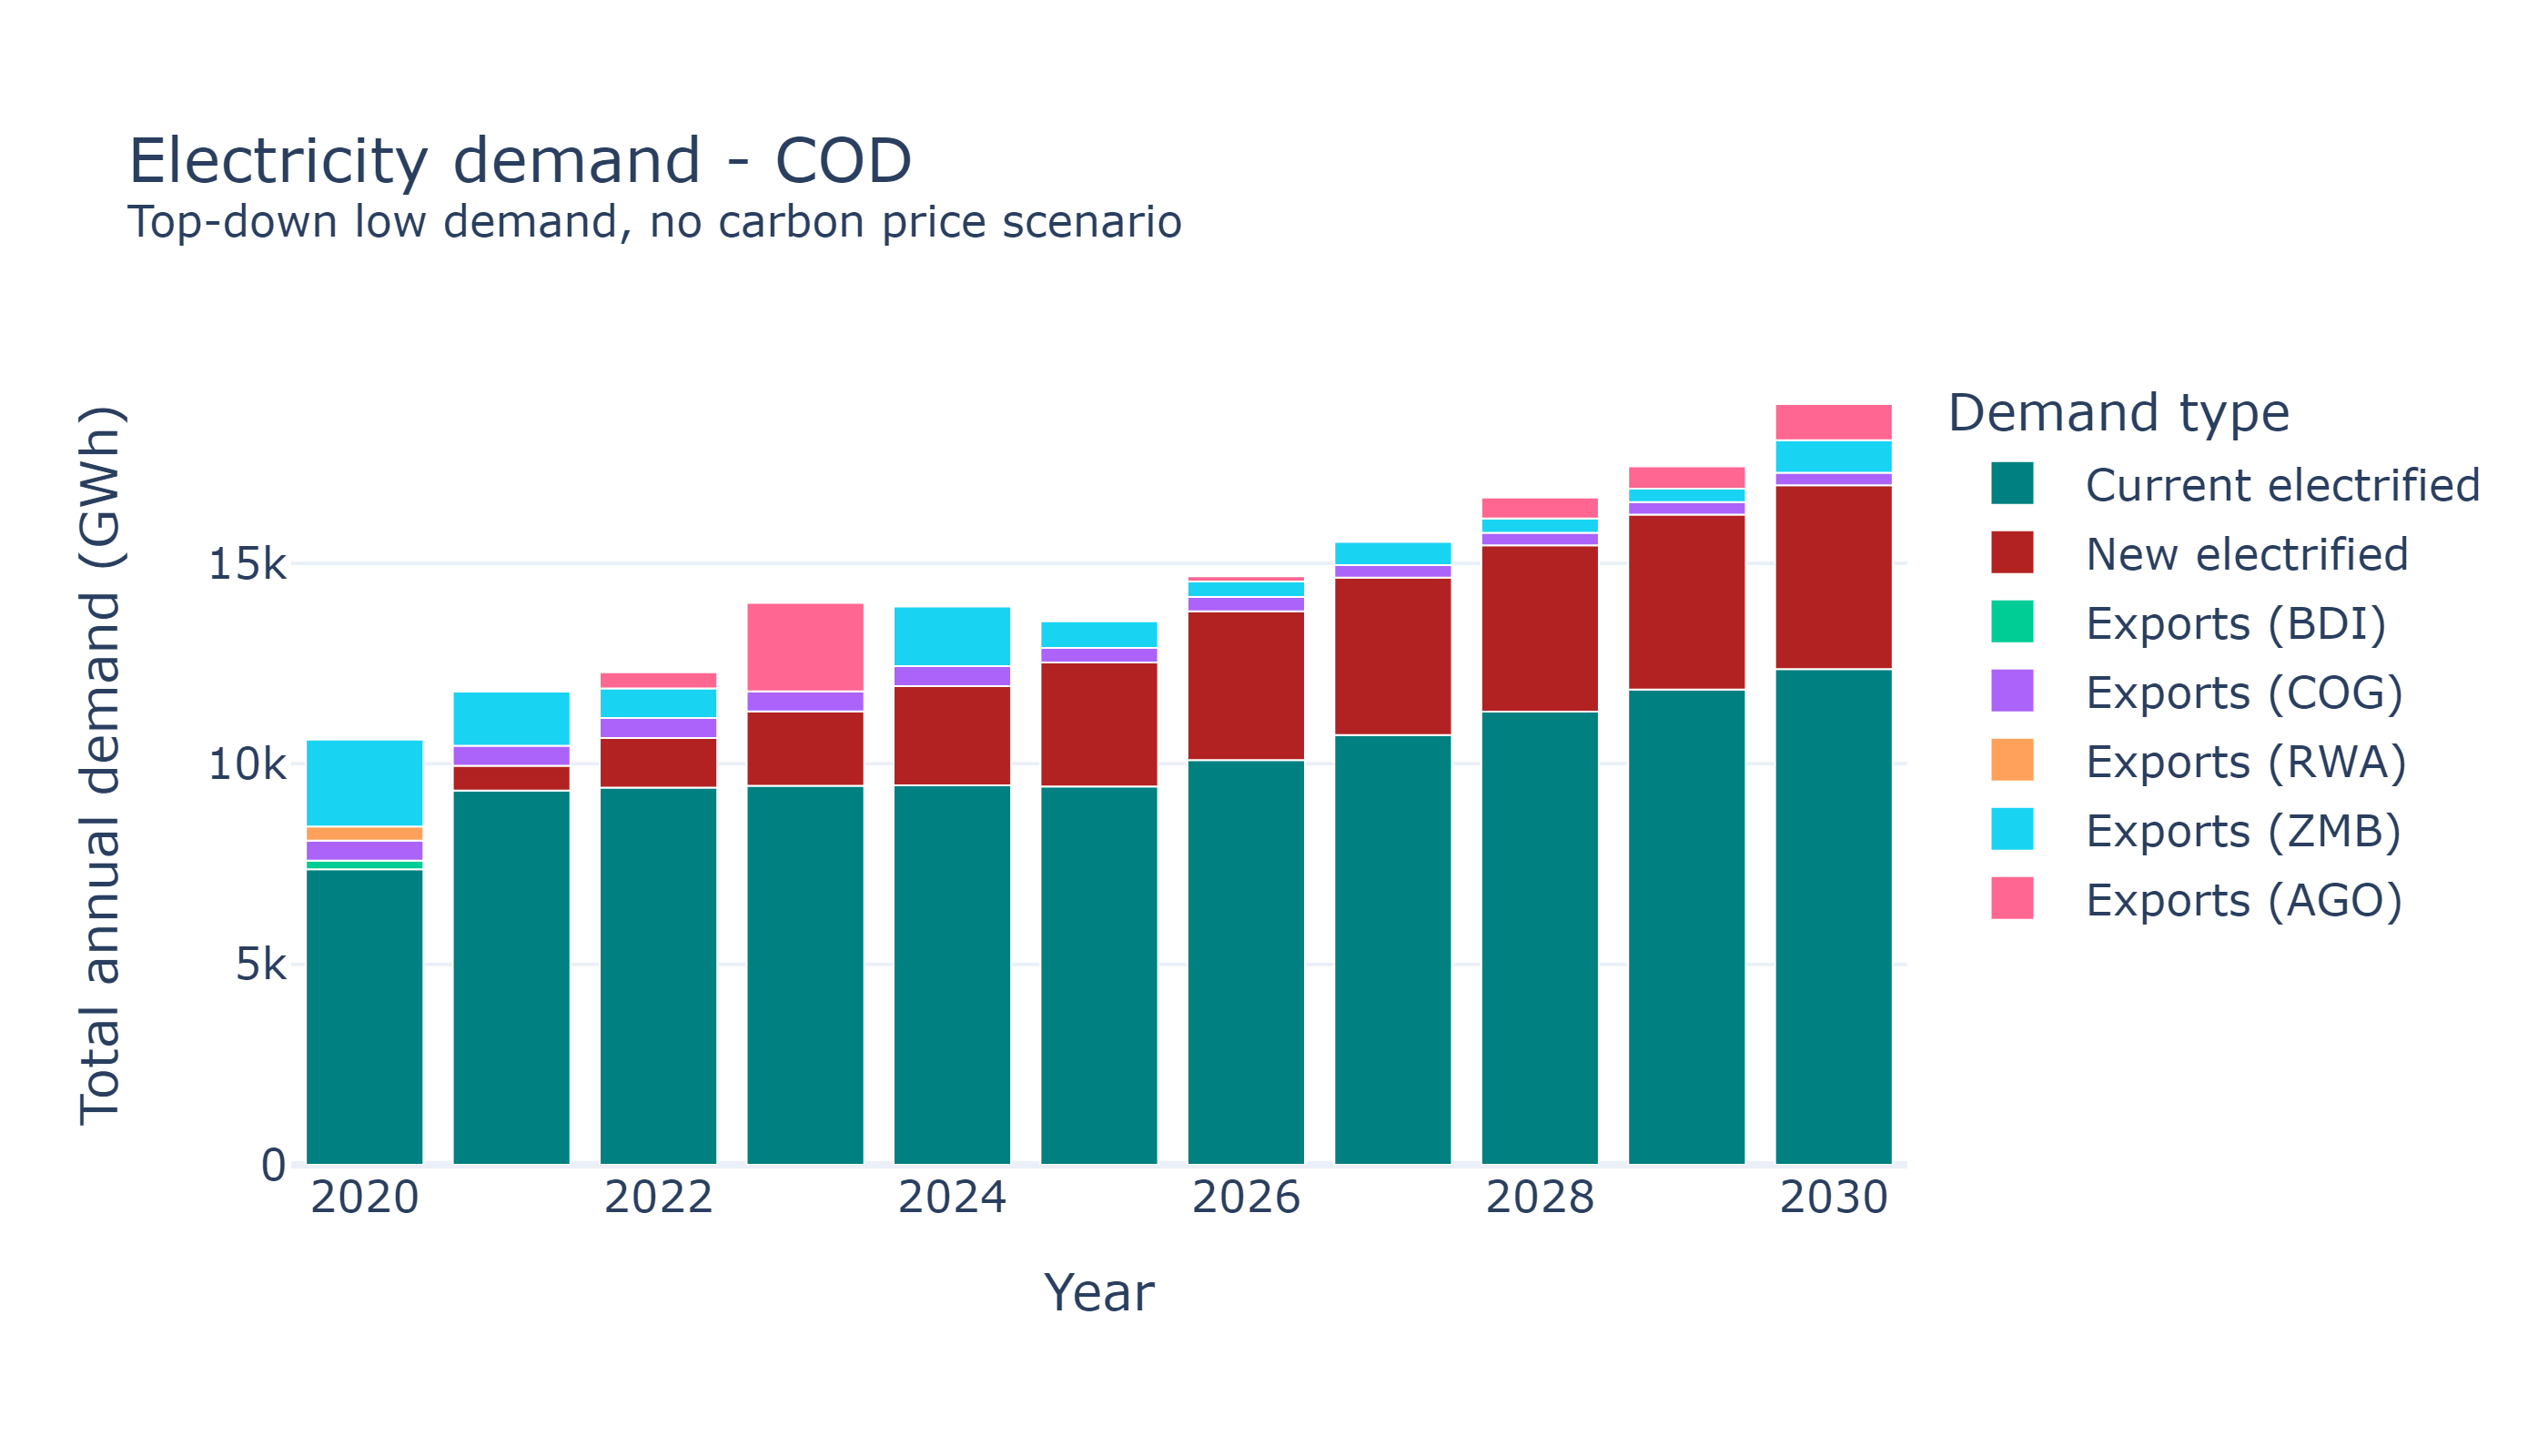 Electricity demand - COD
Top-down low demand, no carbon price scenario
Total annual demand (GWh)
15k
10k
5k
0
2020
2022
2024
2026
2028
2030
Year
Demand type
Current electrified
New electrified
Exports (BDI)
Exports (COG)
Exports (RWA)
Exports (ZMB)
Exports (AGO)